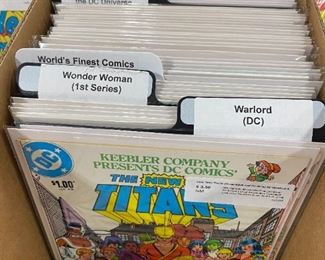 the DC Universe
World's Finest Comics
Wonder Woman
(1st Series)
Warlord
(DC)
KEEBLER COMPANY
PRESENTS DC COMICS'
DC
$1.00
THE NEW
TITANS